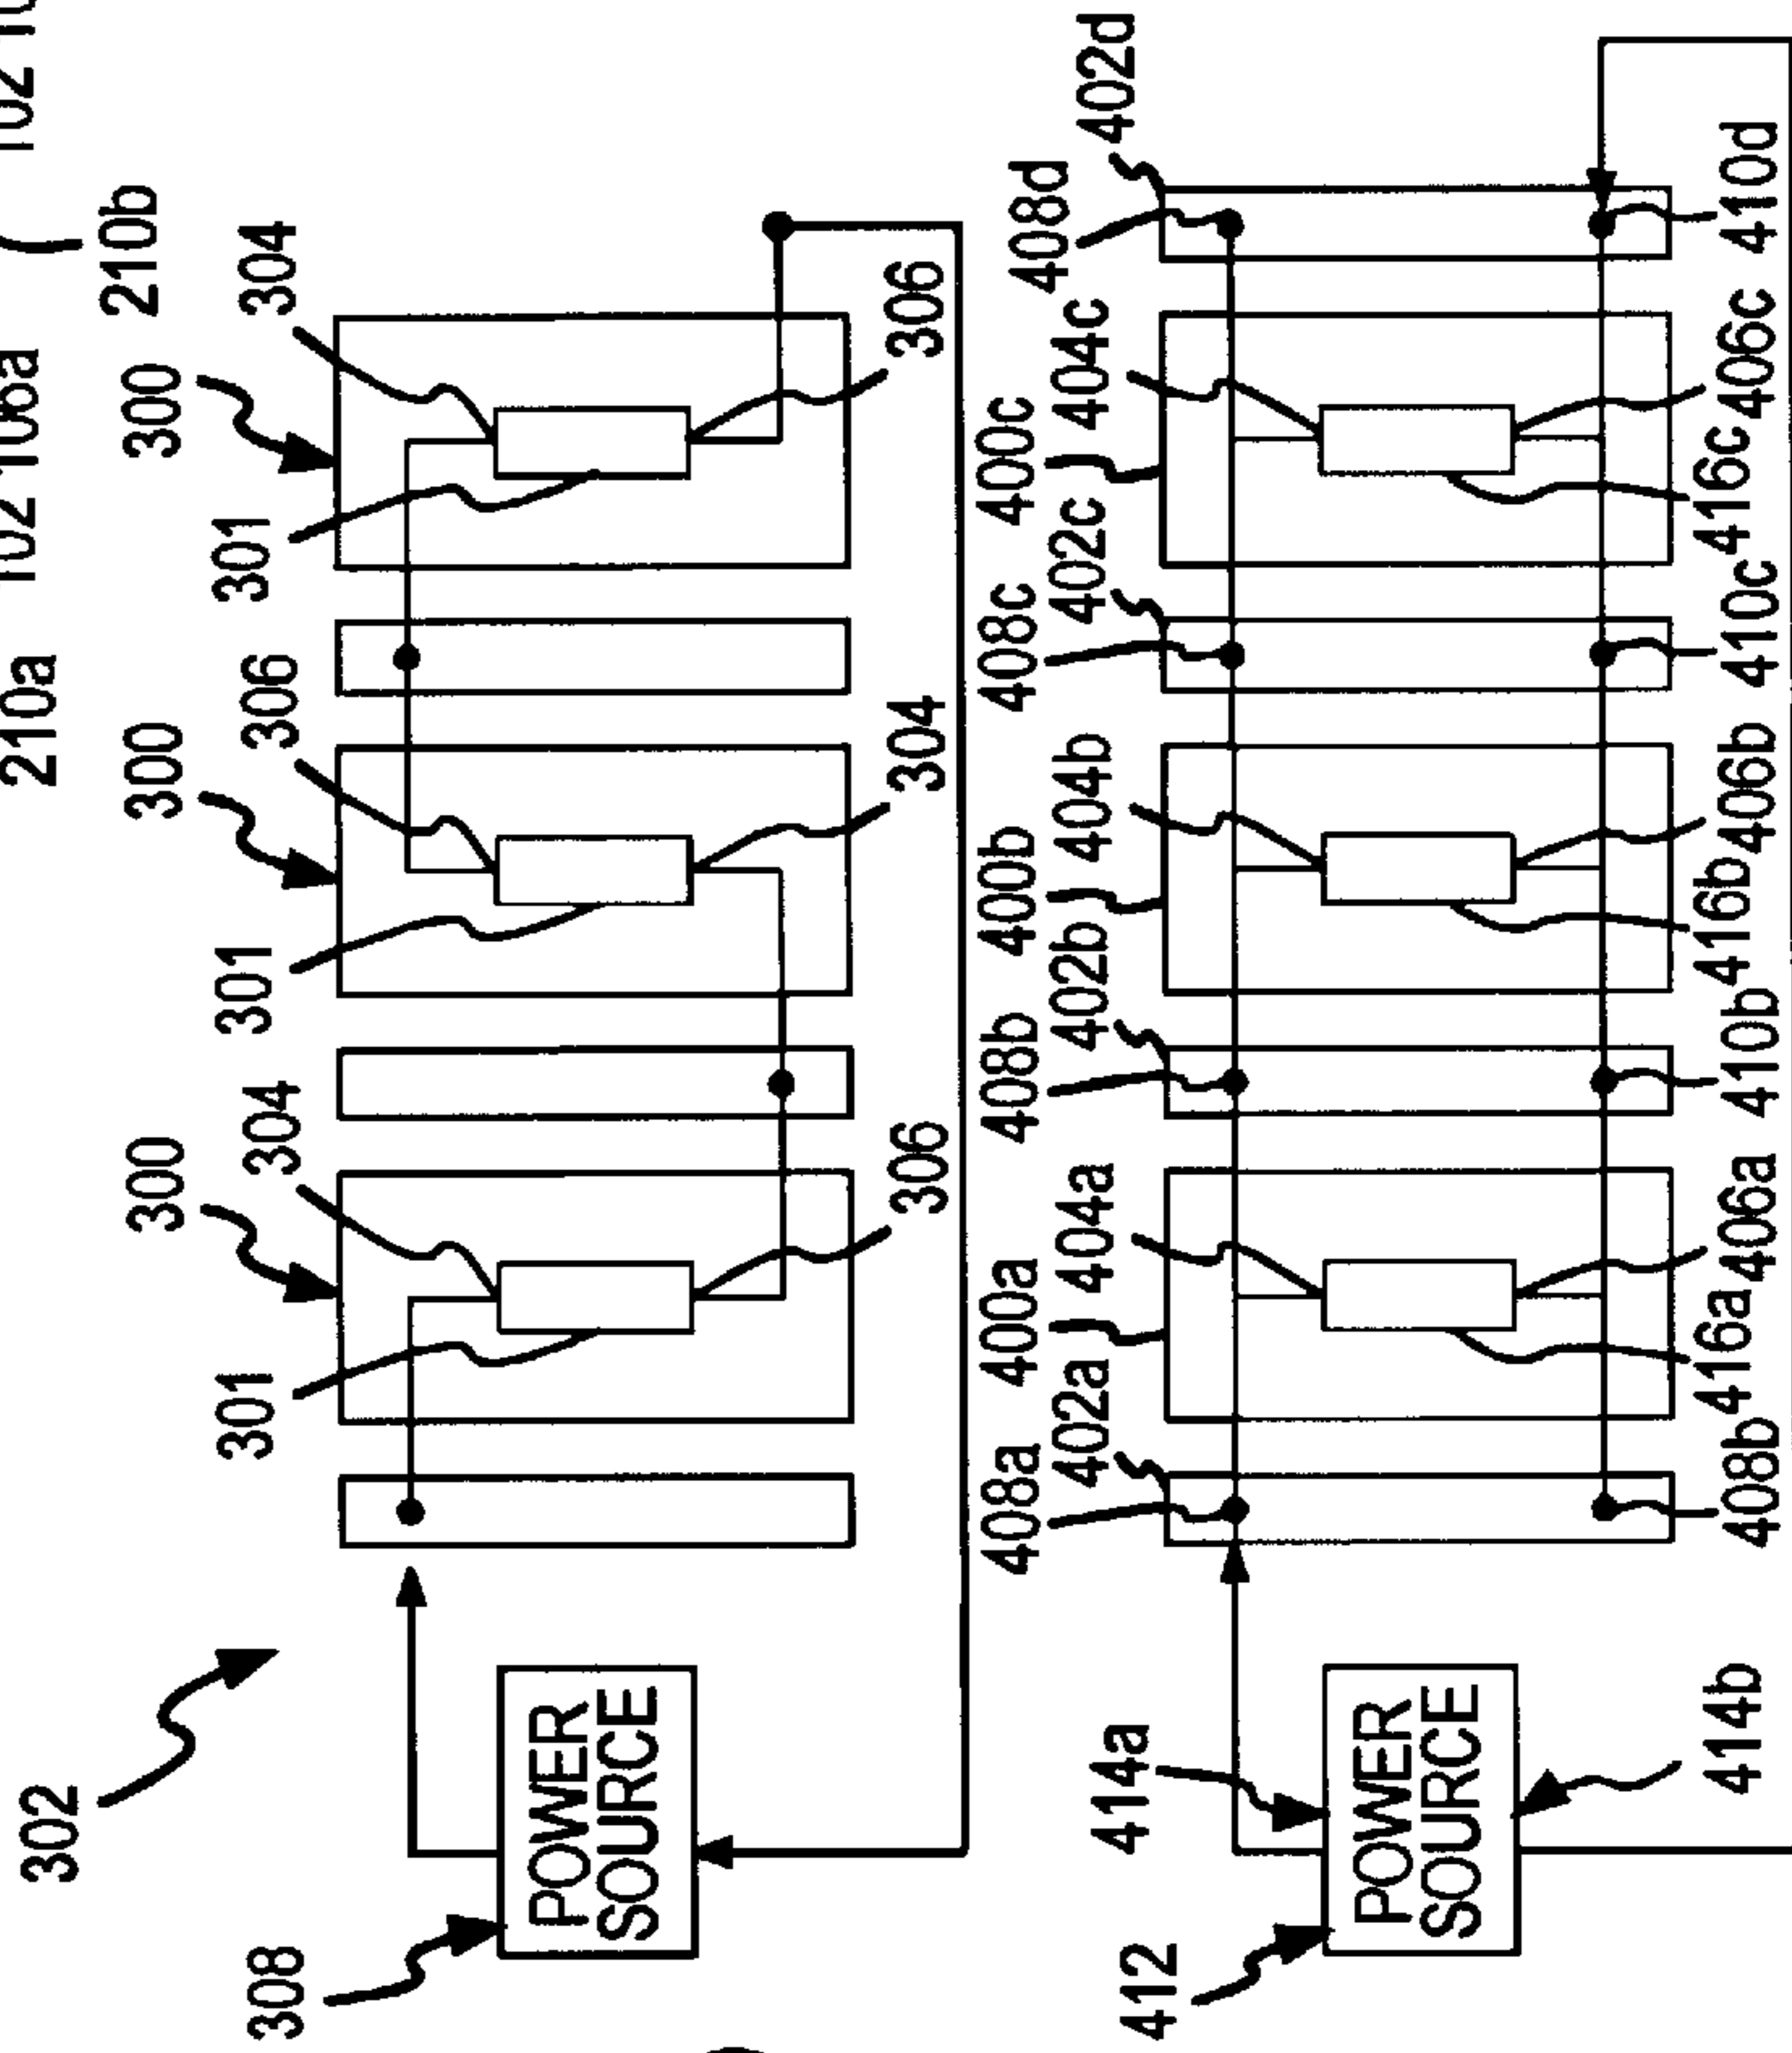 102 106a 102
210a
302
210b
300 300 300
301 301 301
308 304 306 304
POWER
SOURCE
306 304 306
408a 400a 408b 400b 408c 400c 408d
402a 404a 402b 404b 402c 404c 402d
412 414a
POWER
SOURCE
416a 416b 416c
414b 408b 406a 410b 406b 410c 406c 410d